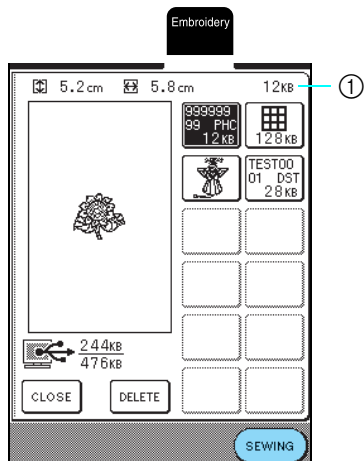 Embroidery
5.2cm 5.8cm 12KB
①
999999
99 PHC
12KB
128KB
TEST00
01 DST
28KB
244KB
476KB
CLOSE DELETE
SEWING